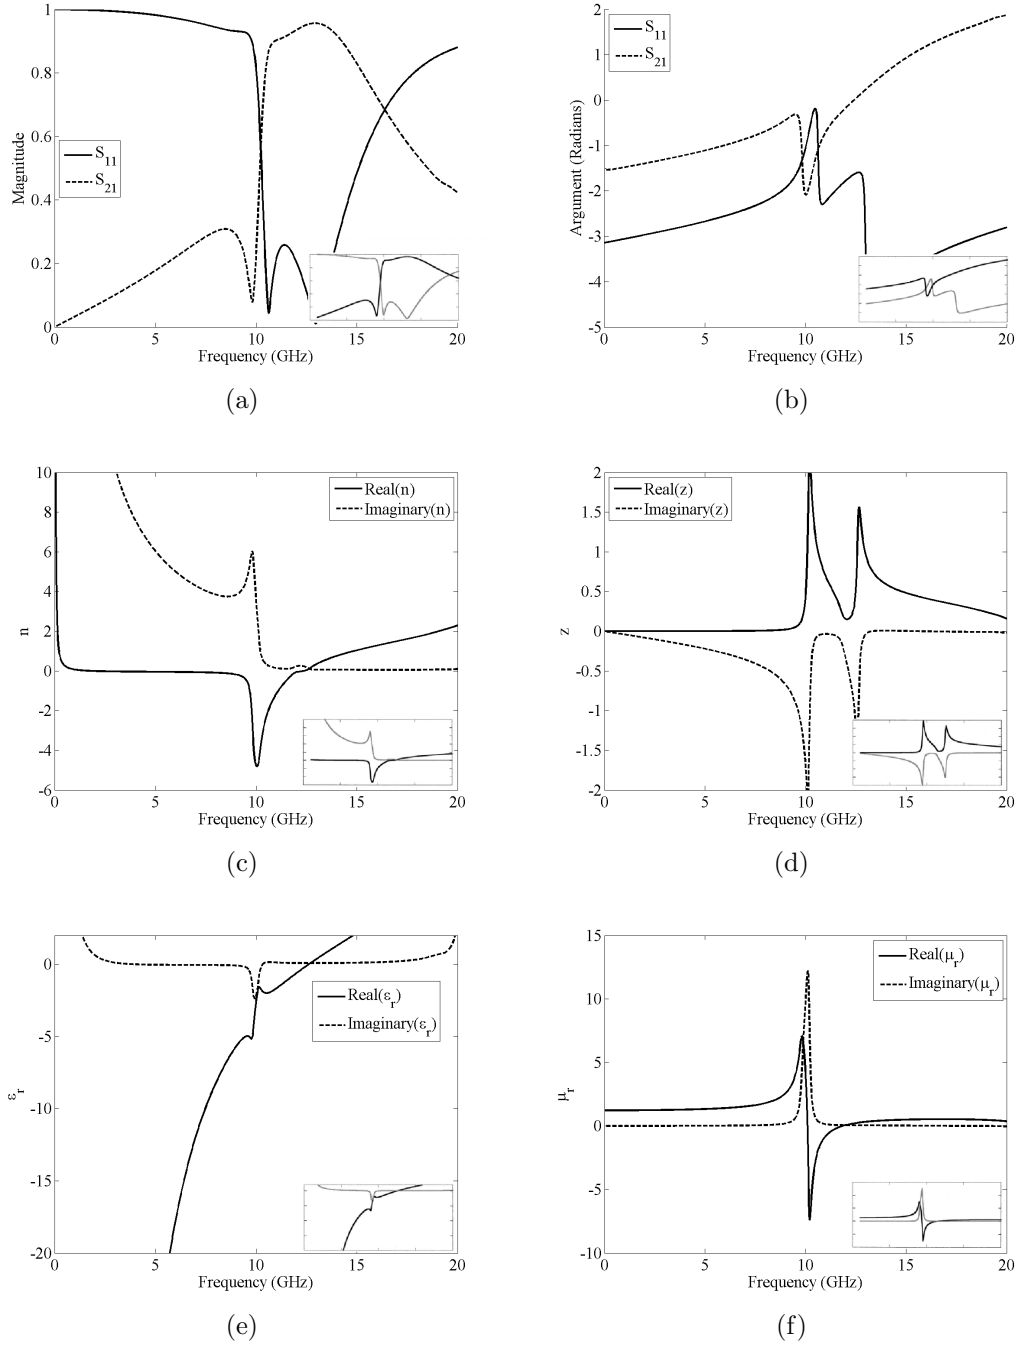 1
0.8
0.6
0.4
0.2
0
Magnitude
S11
S21
0 5 10 15 20
Frequency (GHz)
(a)
2
1
0
-1
-2
-3
-4
-5
Argument (Radians)
S11
S21
0 5 10 15 20
Frequency (GHz)
(b)
10
8
6
4
2
0
-2
-4
-6
n
Real(n)
Imaginary(n)
0 5 10 15 20
Frequency (GHz)
(c)
2
1.5
1
0.5
0
-0.5
-1
-1.5
-2
z
Real(z)
Imaginary(z)
0 5 10 15 20
Frequency (GHz)
(d)
0
-5
-10
-15
-20
εr
Real(εr)
Imaginary(εr)
0 5 10 15 20
Frequency (GHz)
(e)
15
10
5
0
-5
-10
μr
Real(μr)
Imaginary(μr)
0 5 10 15 20
Frequency (GHz)
(f)